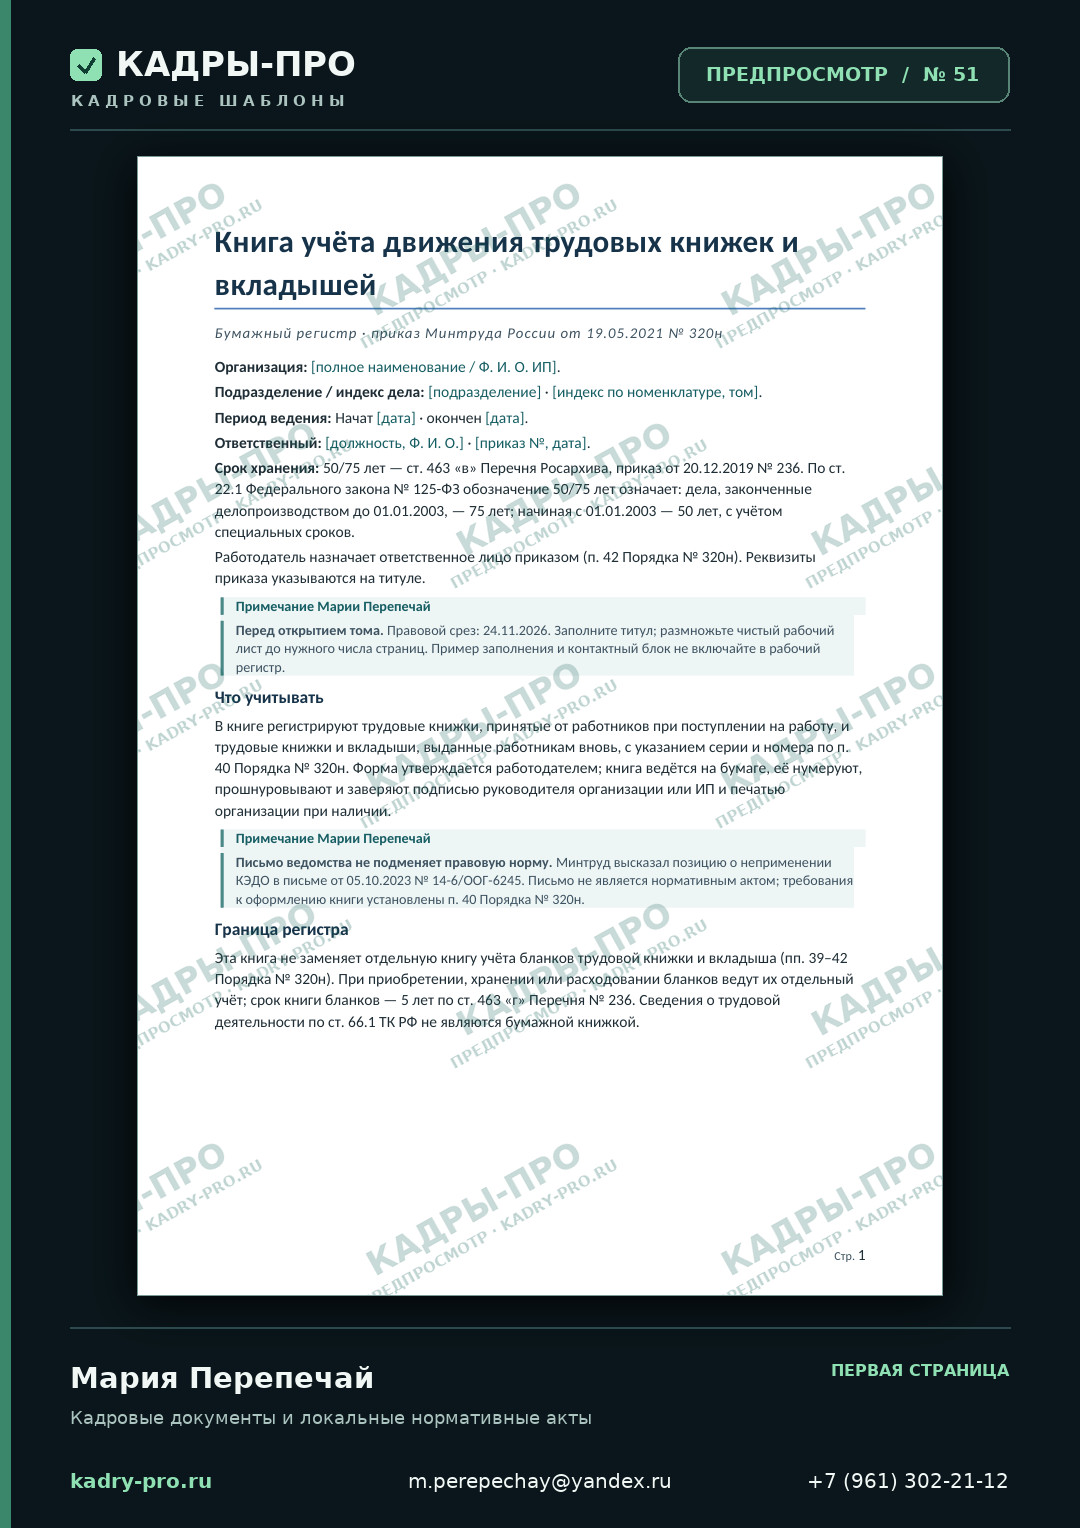 КАДРЫ-ПРО
КАДРОВЫЕ ШАБЛОНЫ
ПРЕДПРОСМОТР / № 51
Книга учёта движения трудовых книжек и
вкладышей
Бумажный регистр · приказ Минтруда России от 19.05.2021 № 320н
Организация: [полное наименование / Ф. И. О. ИП].
Подразделение / индекс дела: [подразделение] · [индекс по номенклатуре, том].
Период ведения: Начат [дата] · окончен [дата].
Ответственный: [должность, Ф. И. О.] · [приказ №, дата].
Срок хранения: 50/75 лет — ст. 463 «в» Перечня Росархива, приказ от 20.12.2019 № 236. По ст.
22.1 Федерального закона № 125-ФЗ обозначение 50/75 лет означает: дела, законченные
делопроизводством до 01.01.2003, — 75 лет; начиная с 01.01.2003 — 50 лет, с учётом
специальных сроков.
Работодатель назначает ответственное лицо приказом (п. 42 Порядка № 320н). Реквизиты
приказа указываются на титуле.
Примечание Марии Перепечай
Перед открытием тома. Правовой срез: 24.11.2026. Заполните титул; размножьте чистый рабочий
лист до нужного числа страниц. Пример заполнения и контактный блок не включайте в рабочий
регистр.
Что учитывать
В книге регистрируют трудовые книжки, принятые от работников при поступлении на работу, и
трудовые книжки и вкладыши, выданные работникам вновь, с указанием серии и номера по п.
40 Порядка № 320н. Форма утверждается работодателем; книга ведётся на бумаге, её нумеруют,
прошнуровывают и заверяют подписью руководителя организации или ИП и печатью
организации при наличии.
Примечание Марии Перепечай
Письмо ведомства не подменяет правовую норму. Минтруд высказал позицию о неприменении
КЭДО в письме от 05.10.2023 № 14-6/ООГ-6245. Письмо не является нормативным актом; требования
к оформлению книги установлены п. 40 Порядка № 320н.
Граница регистра
Эта книга не заменяет отдельную книгу учёта бланков трудовой книжки и вкладыша (пп. 39–42
Порядка № 320н). При приобретении, хранении или расходовании бланков ведут их отдельный
учёт; срок книги бланков — 5 лет по ст. 463 «г» Перечня № 236. Сведения о трудовой
деятельности по ст. 66.1 ТК РФ не являются бумажной книжкой.
КАДРЫ-ПРО
ПРЕДПРОСМОТР · KADRY-PRO.RU
Стр. 1
Мария Перепечай
ПЕРВАЯ СТРАНИЦА
Кадровые документы и локальные нормативные акты
kadry-pro.ru
m.perepechay@yandex.ru
+7 (961) 302-21-12